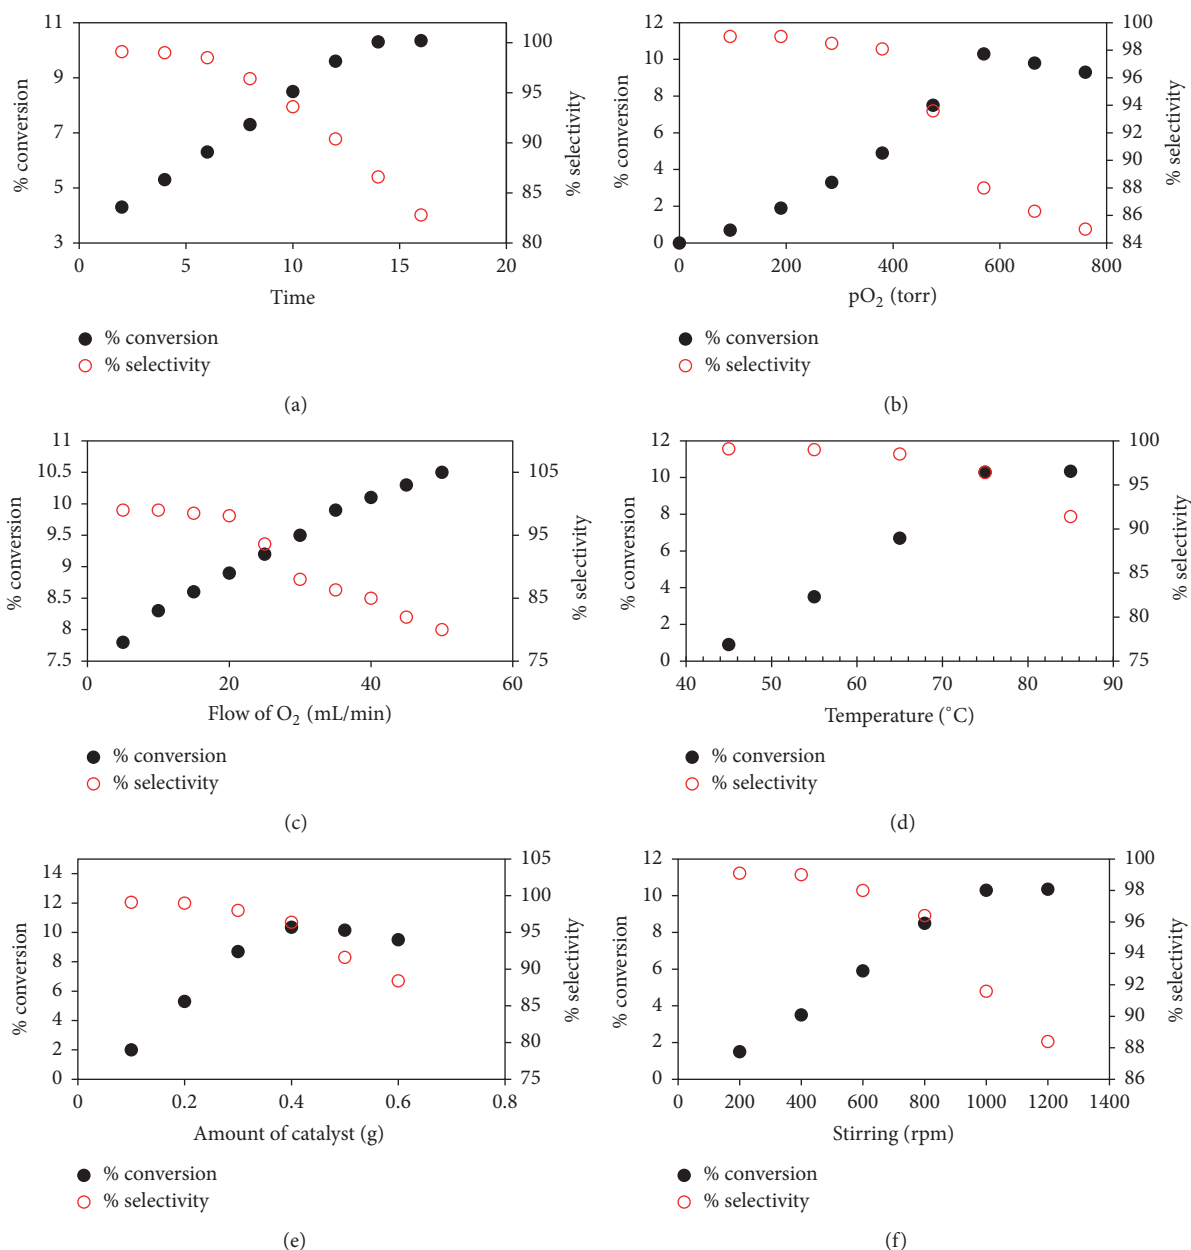 11
9
7
5
3
% conversion
100
95
90
85
80
% selectivity
0 5 10 15 20
Time
% conversion
% selectivity
(a)
12
10
8
6
4
2
0
% conversion
100
98
96
94
92
90
88
86
84
% selectivity
0 200 400 600 800
pO₂ (torr)
% conversion
% selectivity
(b)
11
10.5
10
9.5
9
8.5
8
7.5
% conversion
105
95
85
75
% selectivity
0 20 40 60
Flow of O₂ (mL/min)
% conversion
% selectivity
(c)
12
10
8
6
4
2
0
% conversion
100
95
90
85
80
75
% selectivity
40 50 60 70 80 90
Temperature (°C)
% conversion
% selectivity
(d)
14
12
10
8
6
4
2
0
% conversion
105
100
95
90
85
80
75
% selectivity
0 0.2 0.4 0.6 0.8
Amount of catalyst (g)
% conversion
% selectivity
(e)
12
10
8
6
4
2
0
% conversion
100
98
96
94
92
90
88
86
% selectivity
0 200 400 600 800 1000 1200 1400
Stirring (rpm)
% conversion
% selectivity
(f)